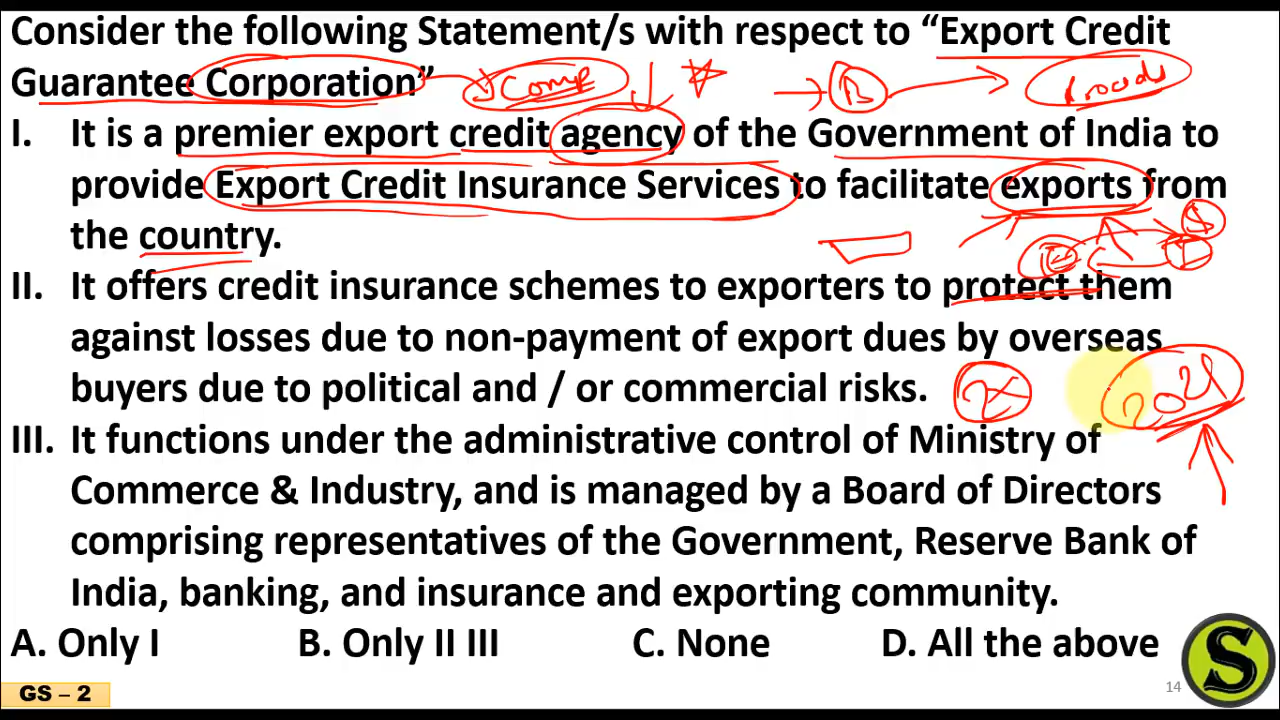 Consider the following Statement/s with respect to “Export Credit
Guarantee Corporation” Comp B
I. It is a premier export credit agency of the Government of India to
provide Export Credit Insurance Services to facilitate exports from
the country.
II. It offers credit insurance schemes to exporters to protect them
against losses due to non-payment of export dues by overseas
buyers due to political and / or commercial risks.
2021
III. It functions under the administrative control of Ministry of
Commerce & Industry, and is managed by a Board of Directors
comprising representatives of the Government, Reserve Bank of
India, banking, and insurance and exporting community.
A. Only I B. Only II III C. None D. All the above
S
GS – 2 14